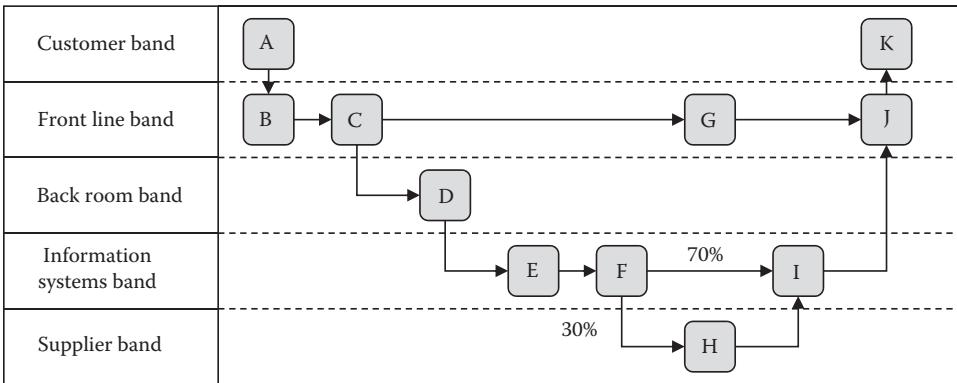 Customer band
A
K
Front line band
B
C
G
J
Back room band
D
Information
systems band
E
F
70%
I
30%
Supplier band
H